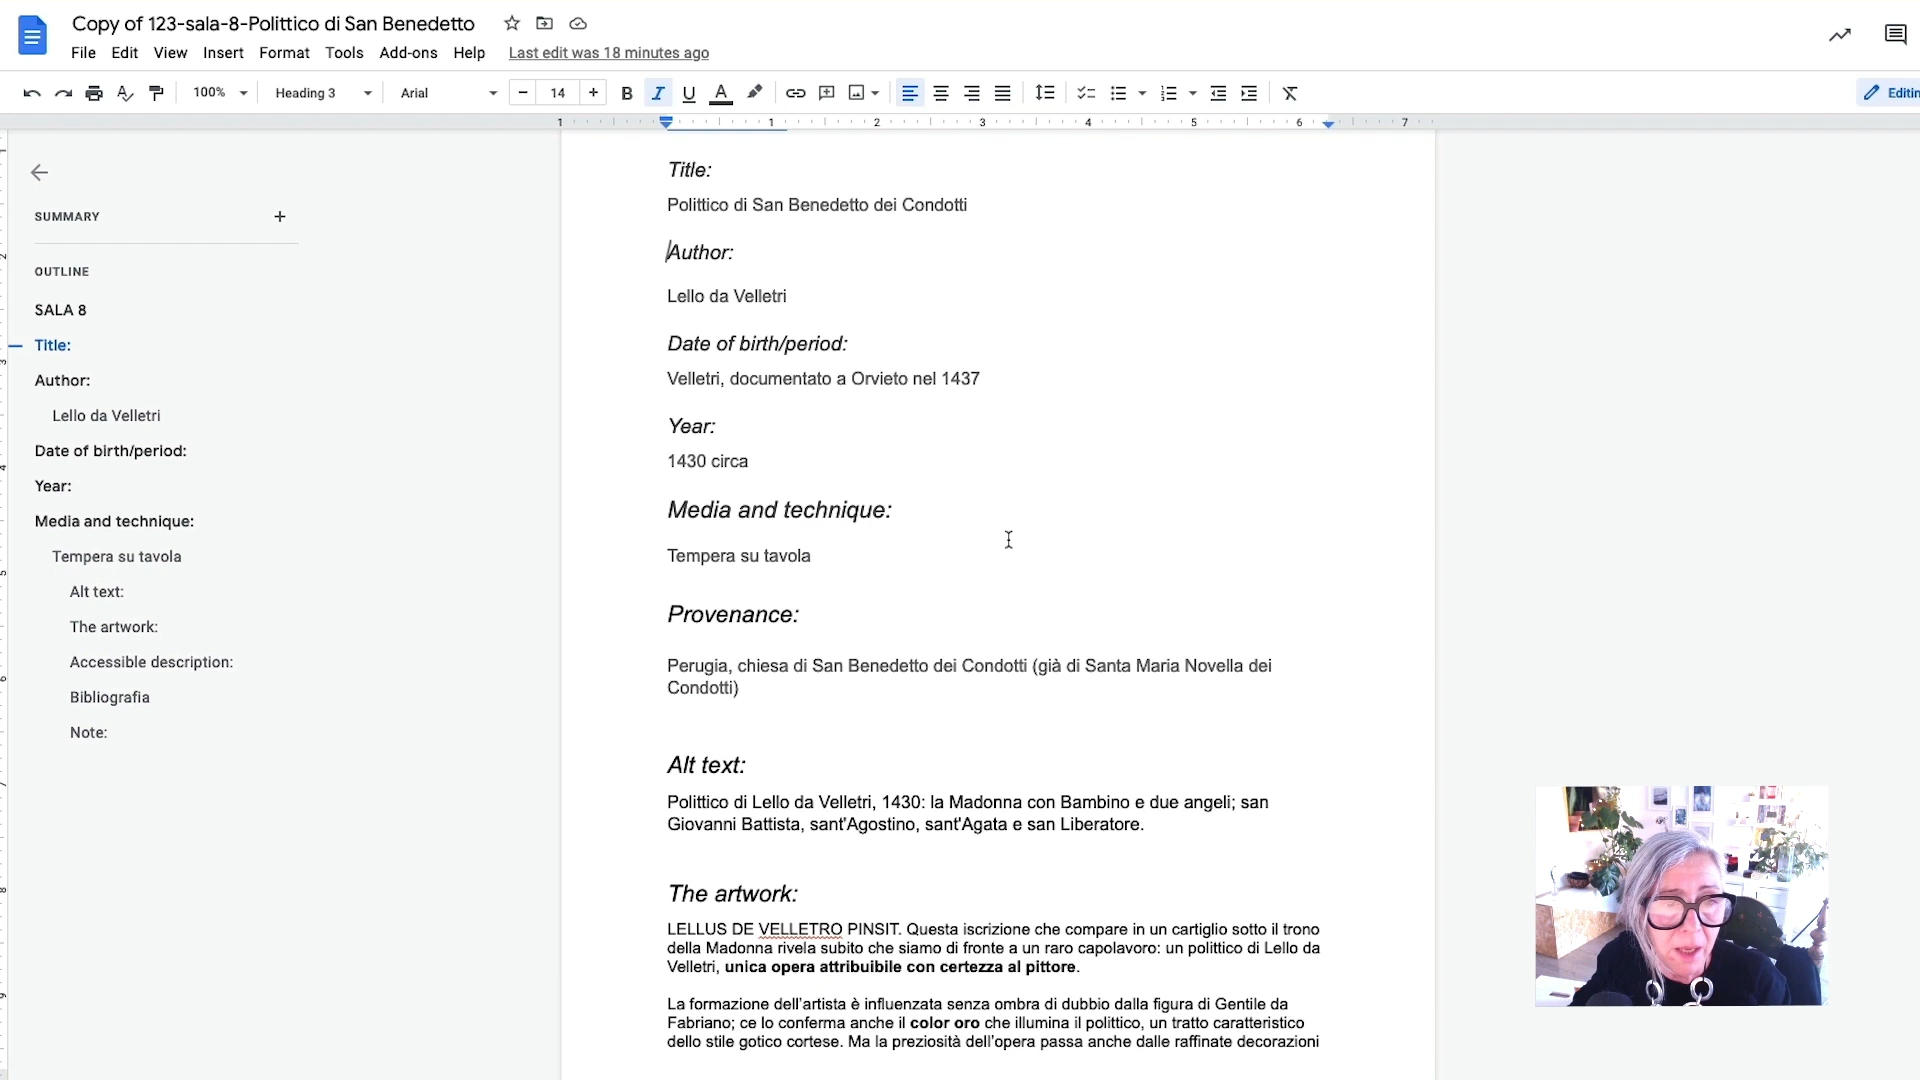 Copy of 123-sala-8-Polittico di San Benedetto
File Edit View Insert Format Tools Add-ons Help Last edit was 18 minutes ago
100% Heading 3 Arial 14 B I U A Editin
1 1 2 3 4 5 6 7
SUMMARY
OUTLINE
SALA 8
Title:
Author:
Lello da Velletri
Date of birth/period:
Year:
Media and technique:
Tempera su tavola
Alt text:
The artwork:
Accessible description:
Bibliografia
Note:
Title:
Polittico di San Benedetto dei Condotti
Author:
Lello da Velletri
Date of birth/period:
Velletri, documentato a Orvieto nel 1437
Year:
1430 circa
Media and technique:
Tempera su tavola
Provenance:
Perugia, chiesa di San Benedetto dei Condotti (già di Santa Maria Novella dei
Condotti)
Alt text:
Polittico di Lello da Velletri, 1430: la Madonna con Bambino e due angeli; san
Giovanni Battista, sant'Agostino, sant'Agata e san Liberatore.
The artwork:
LELLUS DE VELLETRO PINSIT. Questa iscrizione che compare in un cartiglio sotto il trono
della Madonna rivela subito che siamo di fronte a un raro capolavoro: un polittico di Lello da
Velletri, unica opera attribuibile con certezza al pittore.
La formazione dell'artista è influenzata senza ombra di dubbio dalla figura di Gentile da
Fabriano; ce lo conferma anche il color oro che illumina il polittico, un tratto caratteristico
dello stile gotico cortese. Ma la preziosità dell'opera passa anche dalle raffinate decorazioni